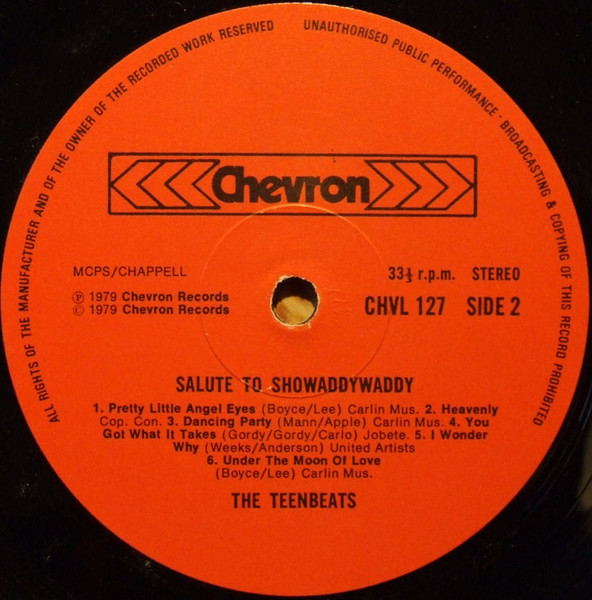 ALL RIGHTS OF THE MANUFACTURER AND OF THE OWNER OF THE RECORDED WORK RESERVED
UNAUTHORISED PUBLIC PERFORMANCE · BROADCASTING & COPYING OF THIS RECORD PROHIBITED
Chevron
MCPS/CHAPPELL
33⅓ r.p.m. STEREO
℗ 1979 Chevron Records
© 1979 Chevron Records
CHVL 127 SIDE 2
SALUTE TO SHOWADDYWADDY
1. Pretty Little Angel Eyes (Boyce/Lee) Carlin Mus. 2. Heavenly
Cop. Con. 3. Dancing Party (Mann/Apple) Carlin Mus. 4. You
Got What It Takes (Gordy/Gordy/Carlo) Jobete. 5. I Wonder
Why (Weeks/Anderson) United Artists
6. Under The Moon Of Love
(Boyce/Lee) Carlin Mus.
THE TEENBEATS